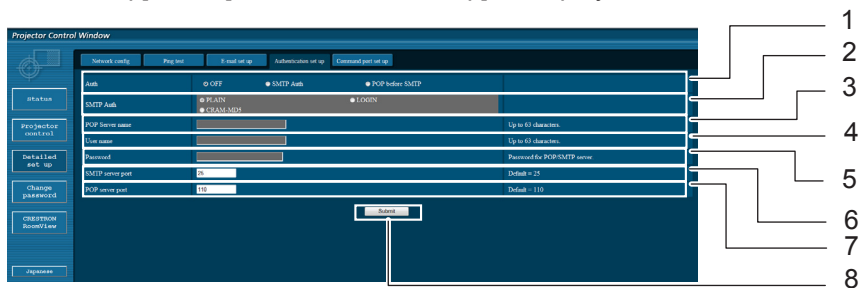 1
Projector Control Window
2
Network config Ping test E-mail set up Authentication set up Command port set up
Auth OFF SMTP Auth POP before SMTP
3
Status
SMTP Auth PLAIN LOGIN
CRAM-MD5
Projector
control
POP Server name Up to 63 characters.
4
User name Up to 63 characters.
Detailed
set up
Password Password for POP/SMTP server.
5
SMTP server port 25 Default = 25
Change
password
POP server port 110 Default = 110
6
Submit
CRESTRON
RoomView
7
Japanese
8